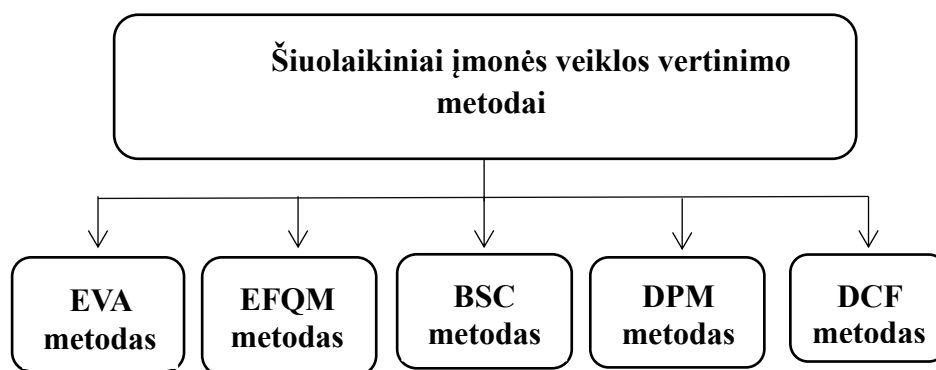 Šiuolaikiniai įmonės veiklos vertinimo
metodai
EVA
metodas
EFQM
metodas
BSC
metodas
DPM
metodas
DCF
metodas